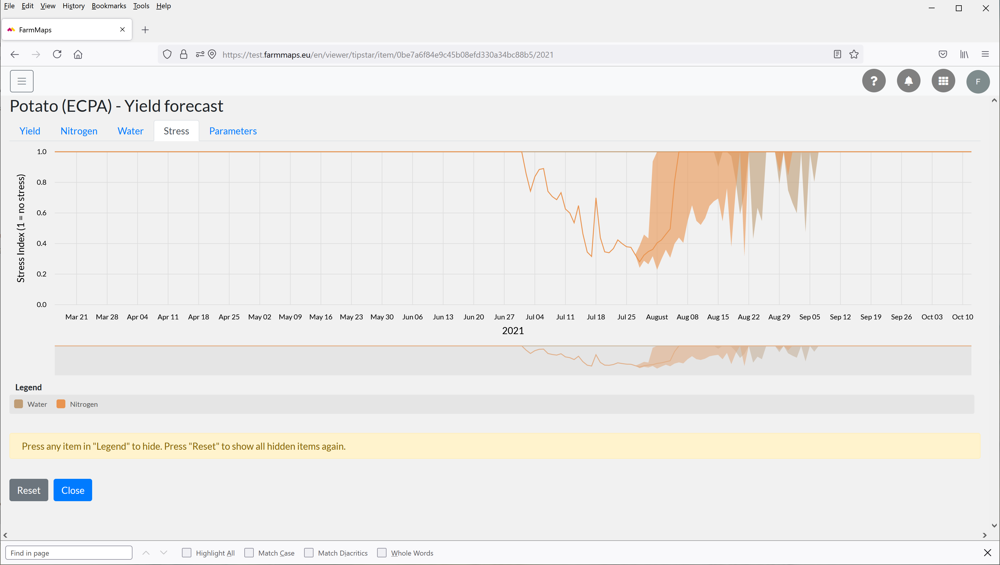 File Edit View History Bookmarks Tools Help
FarmMaps
https://test.farmmaps.eu/en/viewer/tipstar/item/0be7a6f84e9c45b08efd330a34bc88b5/2021
? F
Potato (ECPA) - Yield forecast
Yield Nitrogen Water Stress Parameters
Stress Index (1 = no stress)
1.0
0.8
0.6
0.4
0.2
0.0
Mar 21 Mar 28 Apr 04 Apr 11 Apr 18 Apr 25 May 02 May 09 May 16 May 23 May 30 Jun 06 Jun 13 Jun 20 Jun 27 Jul 04 Jul 11 Jul 18 Jul 25 August Aug 08 Aug 15 Aug 22 Aug 29 Sep 05 Sep 12 Sep 19 Sep 26 Oct 03 Oct 10
2021
Legend
Water Nitrogen
Press any item in "Legend" to hide. Press "Reset" to show all hidden items again.
Reset Close
Find in page Highlight All Match Case Match Diacritics Whole Words